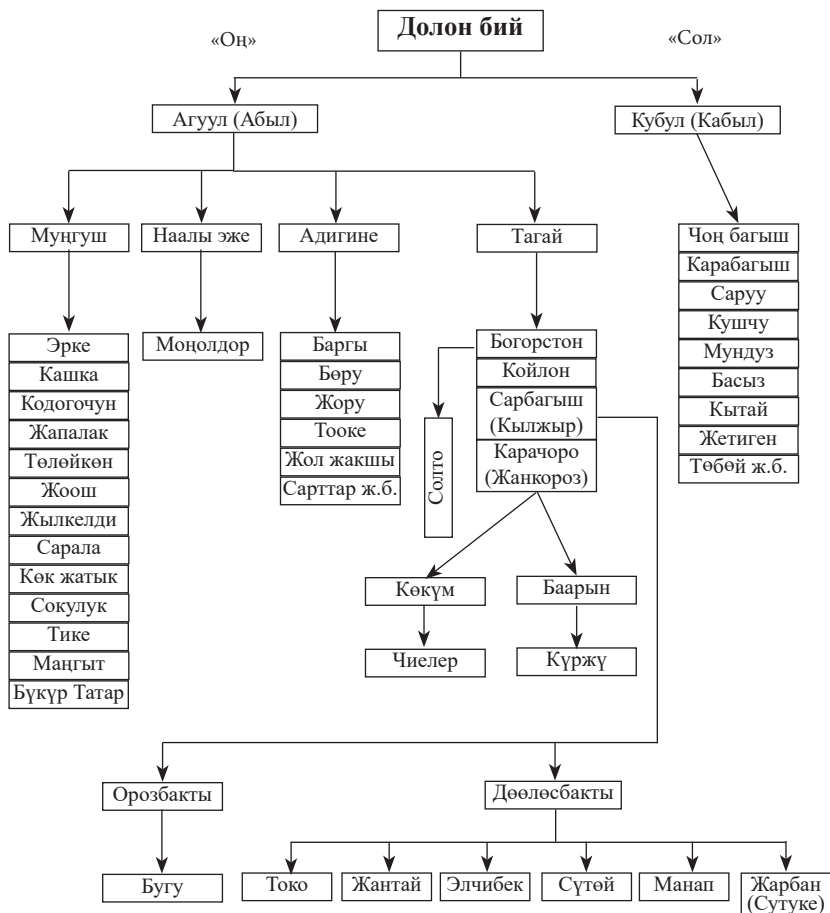 «Оң»
Долон бий
«Сол»
Агуул (Абыл)
Кубул (Кабыл)
Муңгуш
Наалы эже
Адигине
Тагай
Чоң багыш
Карабагыш
Саруу
Кушчу
Мундуз
Басыз
Кытай
Жетиген
Төбөй ж.б.
Эрке
Кашка
Кодогочун
Жапалак
Төлөйкөн
Жоош
Жылкелди
Сарала
Көк жатык
Сокулук
Тике
Маңгыт
Бүкүр Татар
Моңолдор
Баргы
Бөрү
Жору
Тооке
Жол жакшы
Сарттар ж.б.
Богорстон
Койлон
Сарбагыш
(Кылжыр)
Карачоро
(Жанкороз)
Солто
Көкүм
Баарын
Чиелер
Күржү
Орозбакты
Дөөлөсбакты
Бугу
Токо
Жантай
Элчибек
Сүтөй
Манап
Жарбан
(Сутуке)